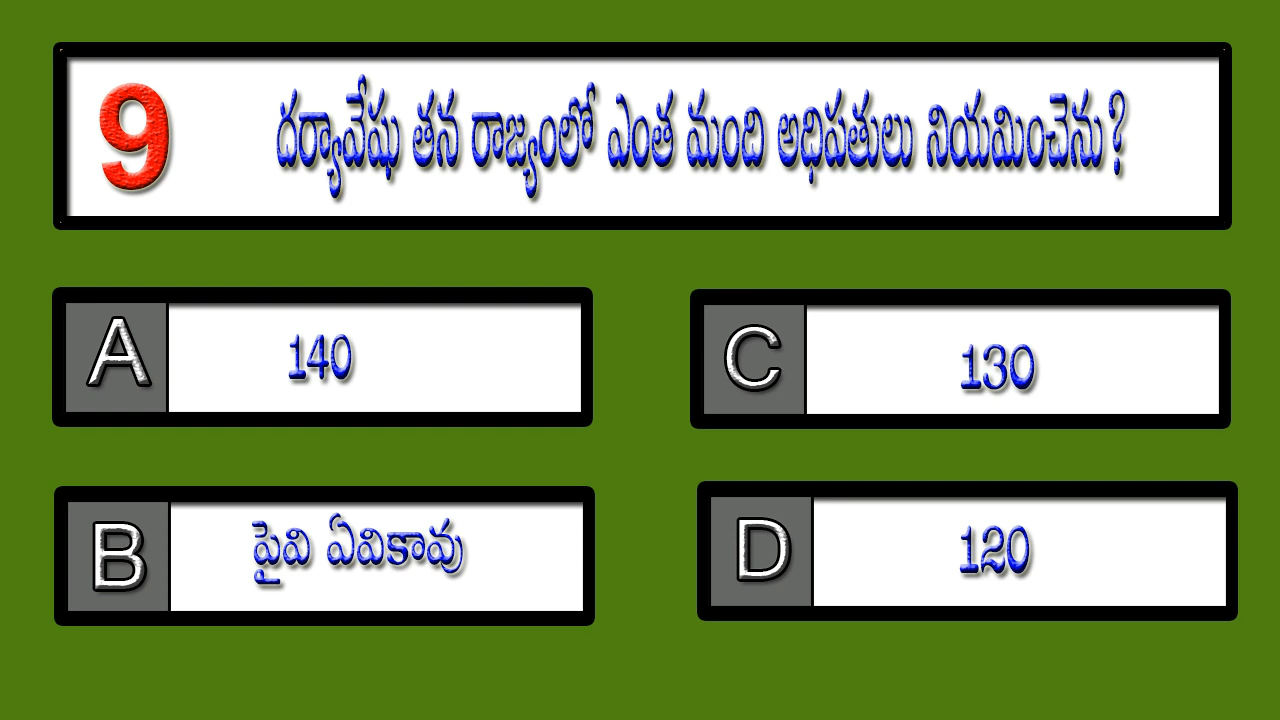 9 దర్యావేషు తన రాజ్యంలో ఎంత మంది అధిపతులు నియమించెను?
A 140
C 130
B పైవి ఏవికావు
D 120